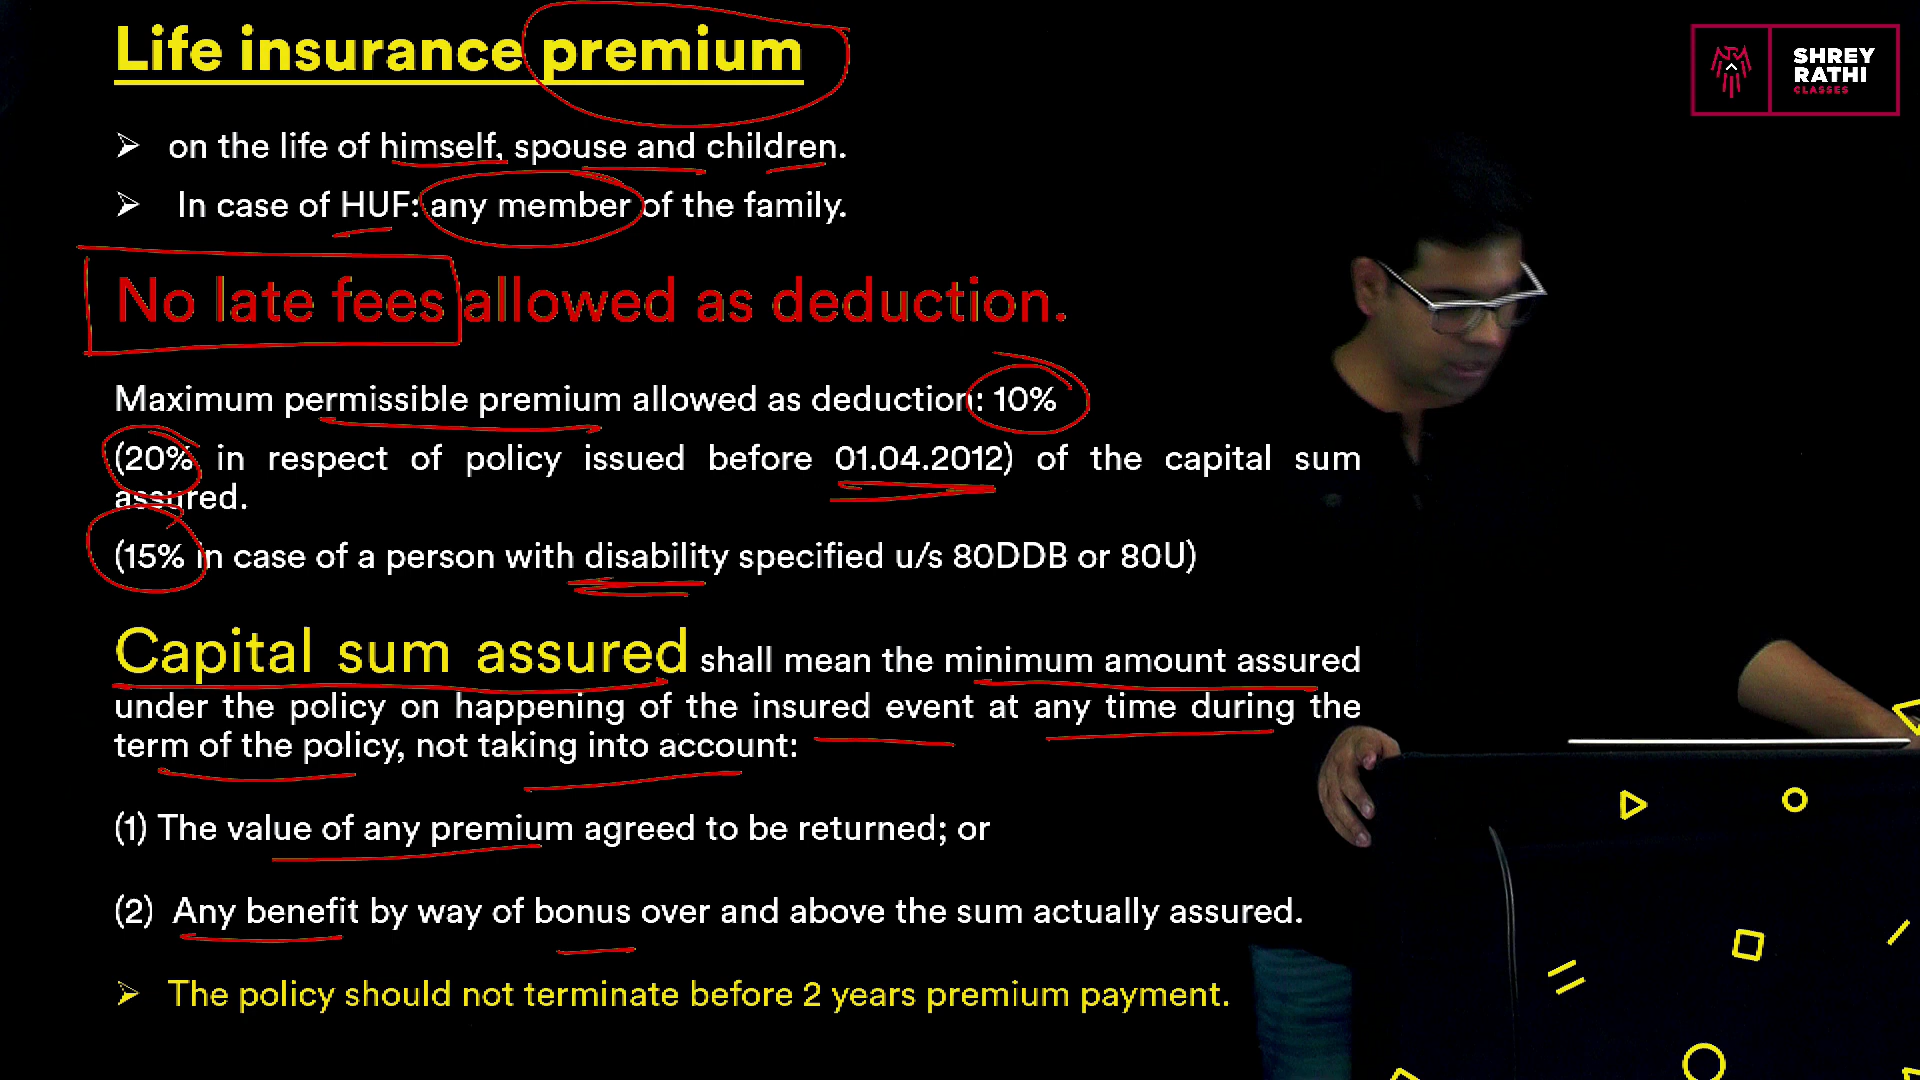 Life insurance premium
SHREY
RATHI
CLASSES
➢ on the life of himself, spouse and children.
➢ In case of HUF: any member of the family.
No late fees allowed as deduction.
Maximum permissible premium allowed as deduction: 10%
(20% in respect of policy issued before 01.04.2012) of the capital sum
assured.
(15% in case of a person with disability specified u/s 80DDB or 80U)
Capital sum assured shall mean the minimum amount assured
under the policy on happening of the insured event at any time during the
term of the policy, not taking into account:
(1) The value of any premium agreed to be returned; or
(2) Any benefit by way of bonus over and above the sum actually assured.
➢ The policy should not terminate before 2 years premium payment.